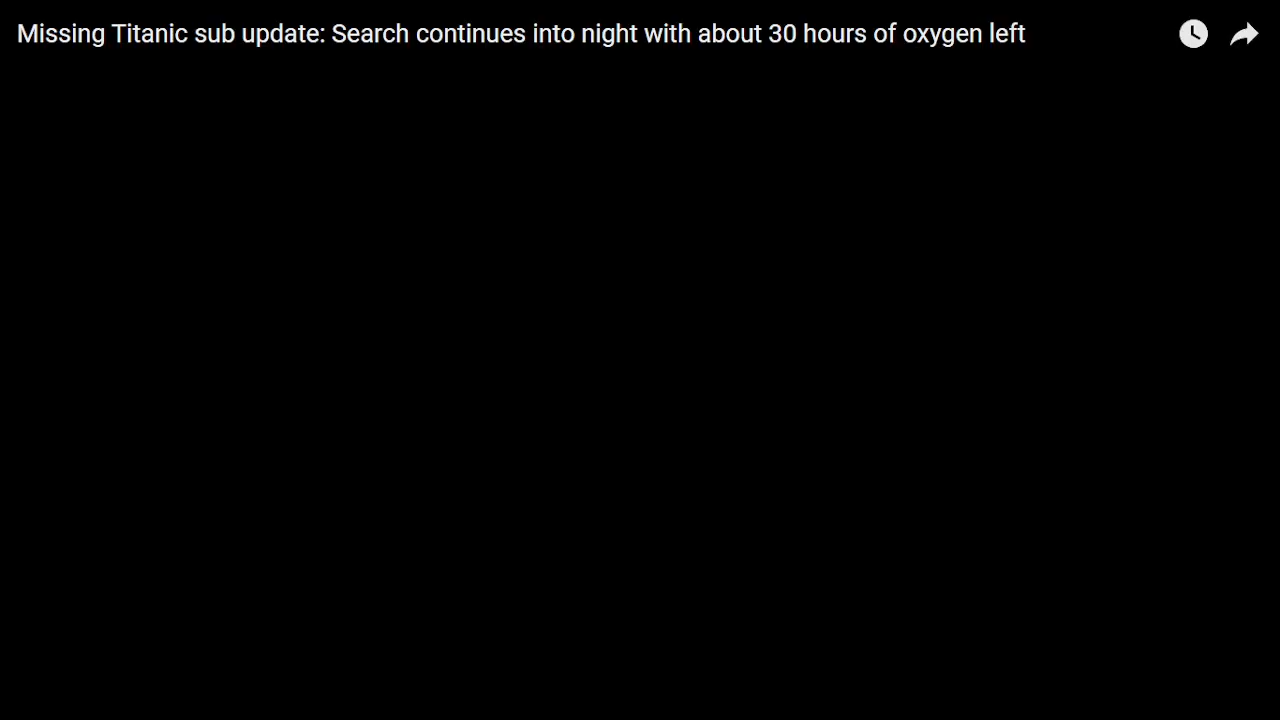 Missing Titanic sub update: Search continues into night with about 30 hours of oxygen left